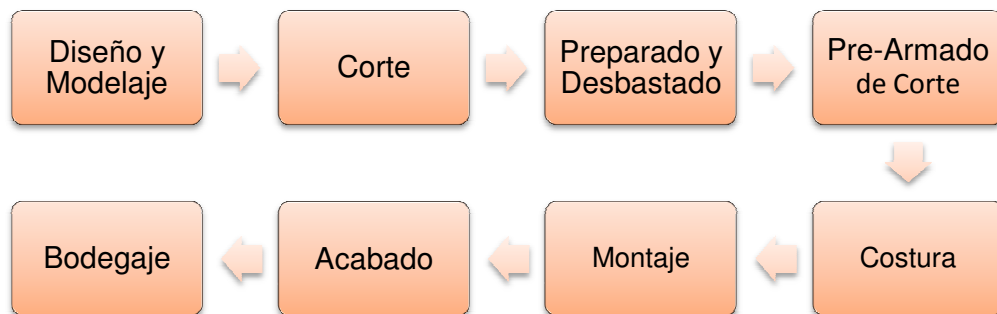 Diseño y
Modelaje
Corte
Preparado y
Desbastado
Pre-Armado
de Corte
Costura
Montaje
Acabado
Bodegaje